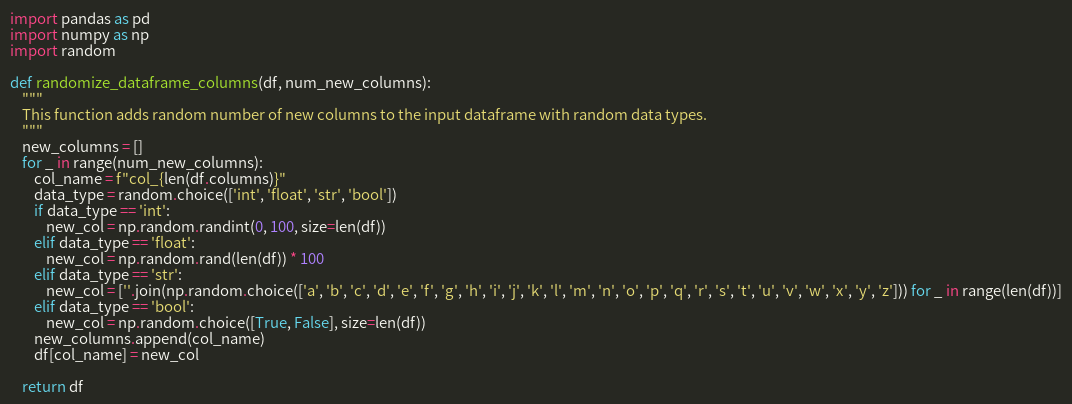 import pandas as pd
import numpy as np
import random

def randomize_dataframe_columns(df, num_new_columns):
    """
    This function adds random number of new columns to the input dataframe with random data types.
    """
    new_columns = []
    for _ in range(num_new_columns):
        col_name = f"col_{len(df.columns)}"
        data_type = random.choice(['int', 'float', 'str', 'bool'])
        if data_type == 'int':
            new_col = np.random.randint(0, 100, size=len(df))
        elif data_type == 'float':
            new_col = np.random.rand(len(df)) * 100
        elif data_type == 'str':
            new_col = [''.join(np.random.choice(['a', 'b', 'c', 'd', 'e', 'f', 'g', 'h', 'i', 'j', 'k', 'l', 'm', 'n', 'o', 'p', 'q', 'r', 's', 't', 'u', 'v', 'w', 'x', 'y', 'z'])) for _ in range(len(df))]
        elif data_type == 'bool':
            new_col = np.random.choice([True, False], size=len(df))
        new_columns.append(col_name)
        df[col_name] = new_col

    return df